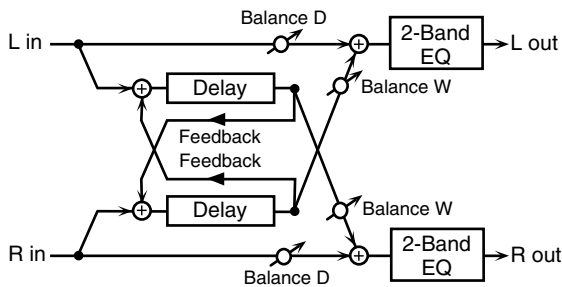 Balance D
L in
2-Band
EQ
L out
Delay
Balance W
Feedback
Feedback
Delay
Balance W
R in
2-Band
EQ
R out
Balance D